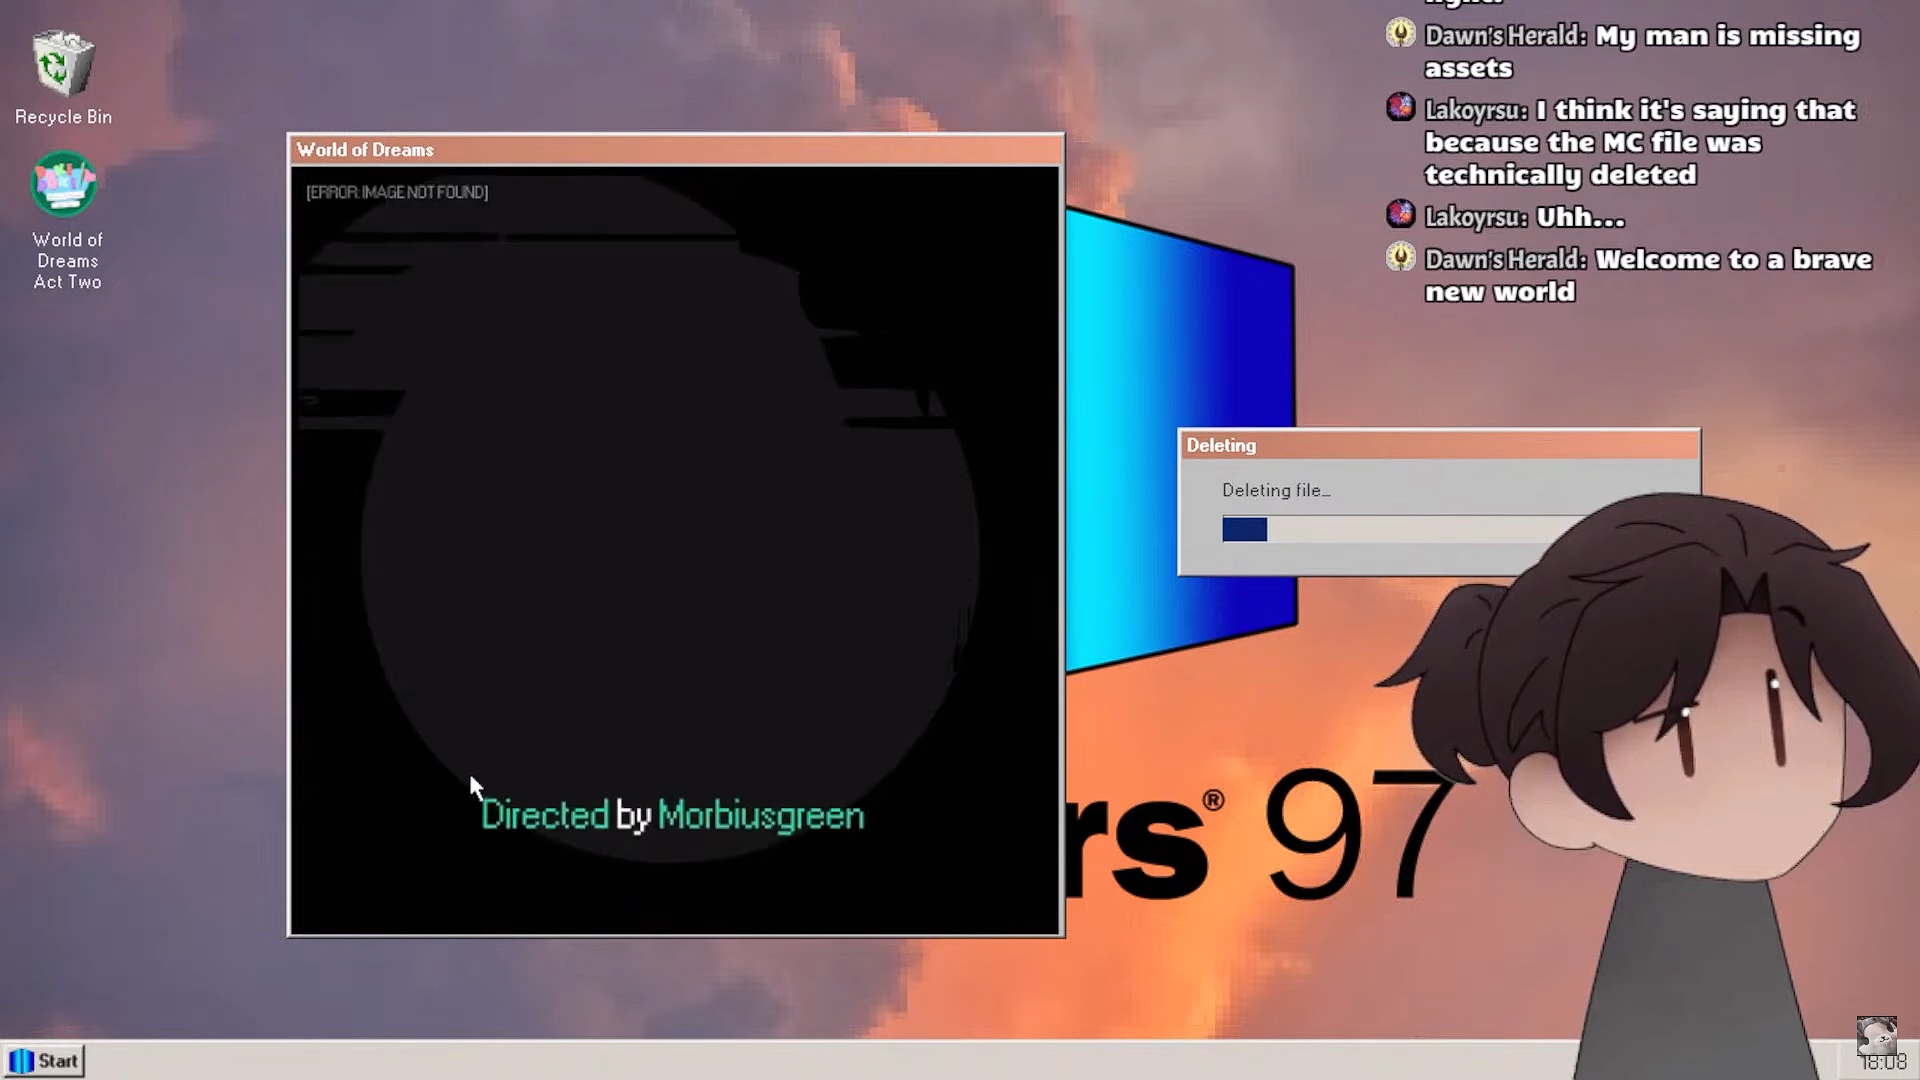 Recycle Bin
World of
Dreams
Act Two
World of Dreams
[ERROR: IMAGE NOT FOUND]
Directed by Morbiusgreen
Deleting
Deleting file...
rs® 97
Dawn's Herald: My man is missing
assets
Lakoyrsu: I think it's saying that
because the MC file was
technically deleted
Lakoyrsu: Uhh...
Dawn's Herald: Welcome to a brave
new world
Start
18:08